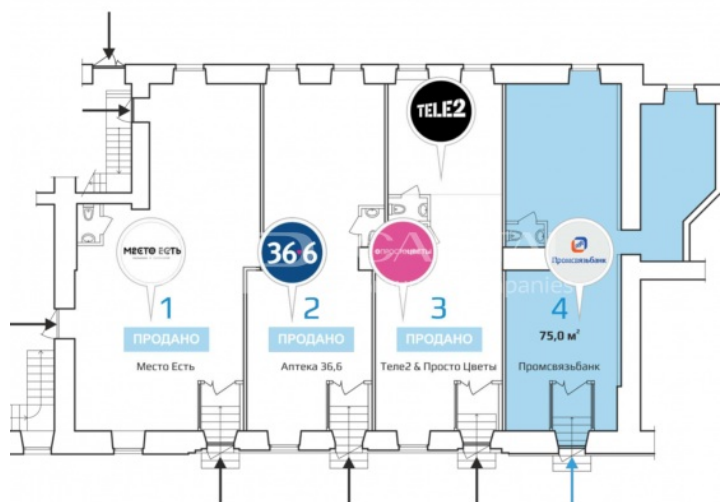 TELE2
МЕСТО ЕСТЬ
36,6
ПРОСТОЦВЕТЫ
Промсвязьбанк
1
2
3
4
ПРОДАНО
ПРОДАНО
ПРОДАНО
75,0 м²
Место Есть
Аптека 36,6
Теле2 & Просто Цветы
Промсвязьбанк